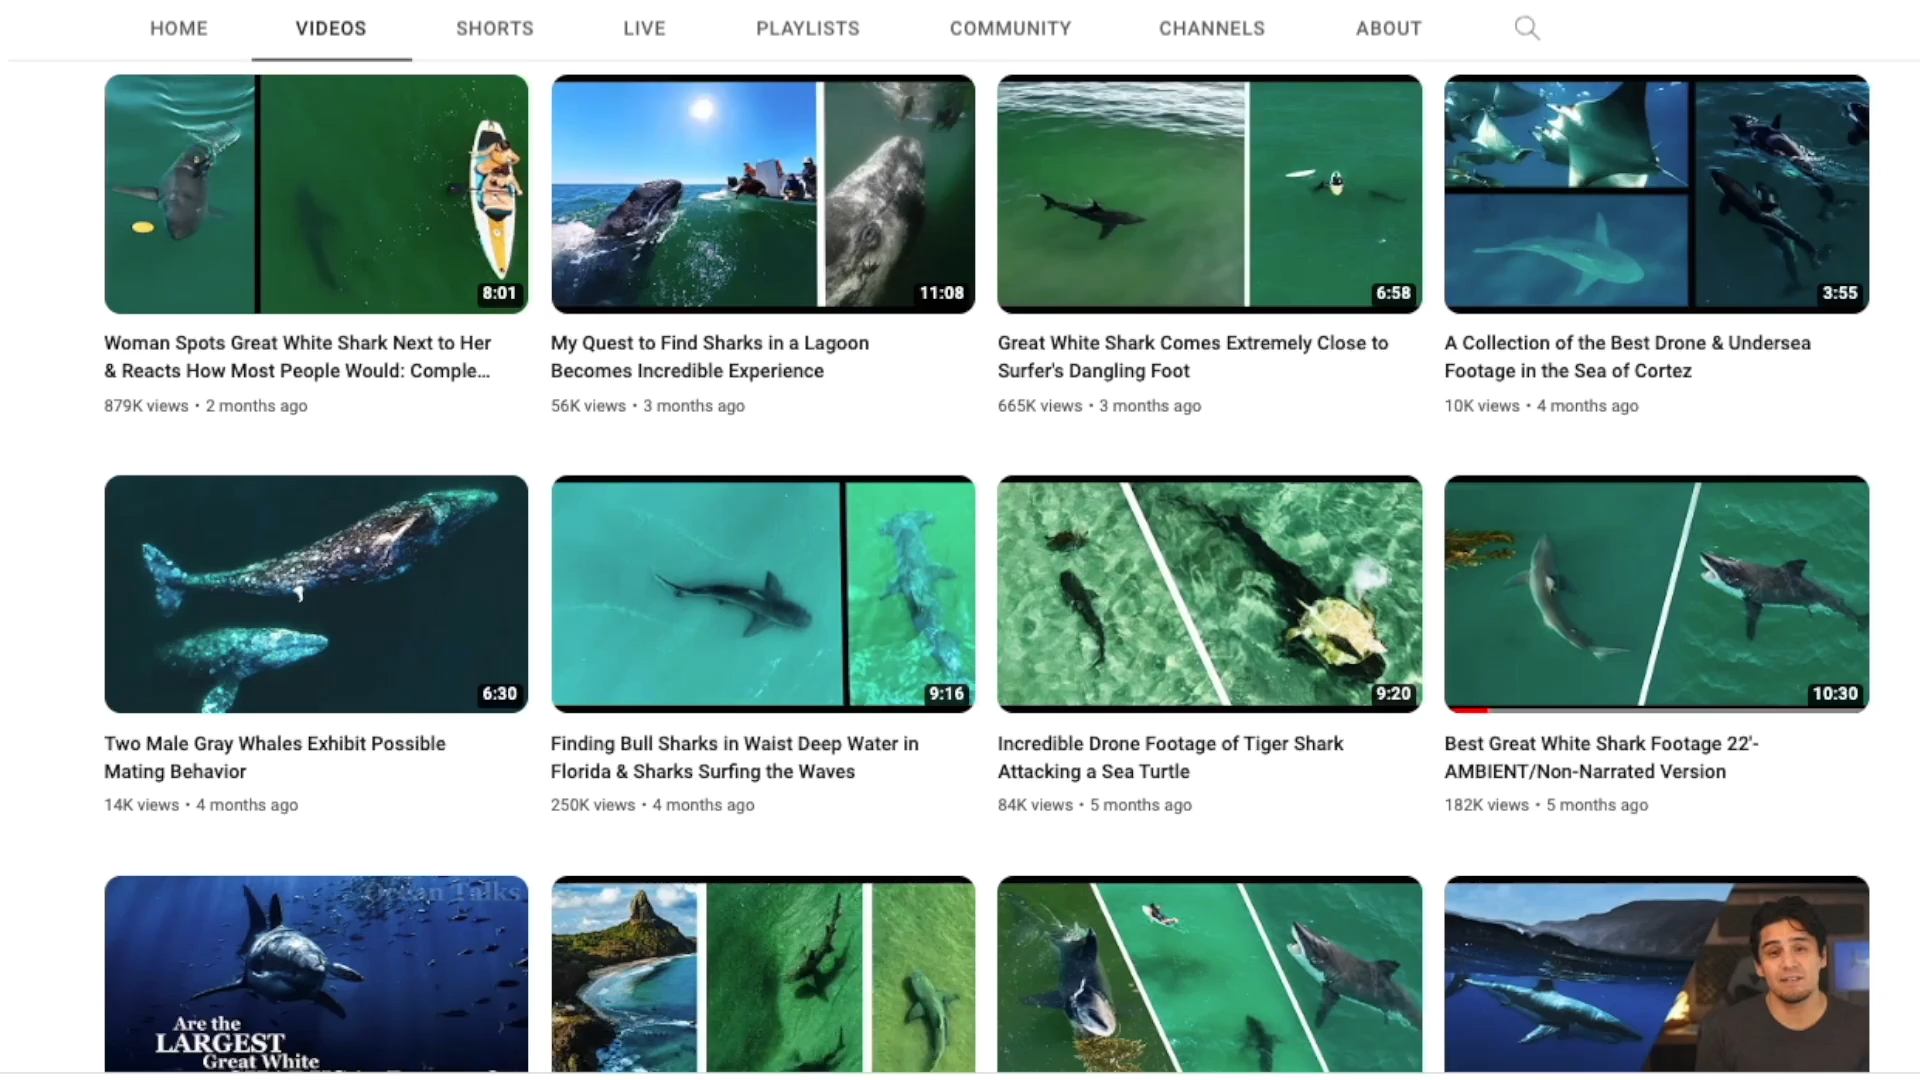 HOME VIDEOS SHORTS LIVE PLAYLISTS COMMUNITY CHANNELS ABOUT
8:01
11:08
6:58
3:55
Woman Spots Great White Shark Next to Her
& Reacts How Most People Would: Comple...
879K views • 2 months ago
My Quest to Find Sharks in a Lagoon
Becomes Incredible Experience
56K views • 3 months ago
Great White Shark Comes Extremely Close to
Surfer's Dangling Foot
665K views • 3 months ago
A Collection of the Best Drone & Undersea
Footage in the Sea of Cortez
10K views • 4 months ago
6:30
9:16
9:20
10:30
Two Male Gray Whales Exhibit Possible
Mating Behavior
14K views • 4 months ago
Finding Bull Sharks in Waist Deep Water in
Florida & Sharks Surfing the Waves
250K views • 4 months ago
Incredible Drone Footage of Tiger Shark
Attacking a Sea Turtle
84K views • 5 months ago
Best Great White Shark Footage 22'-
AMBIENT/Non-Narrated Version
182K views • 5 months ago
Ocean Talks
Are the
LARGEST
Great White